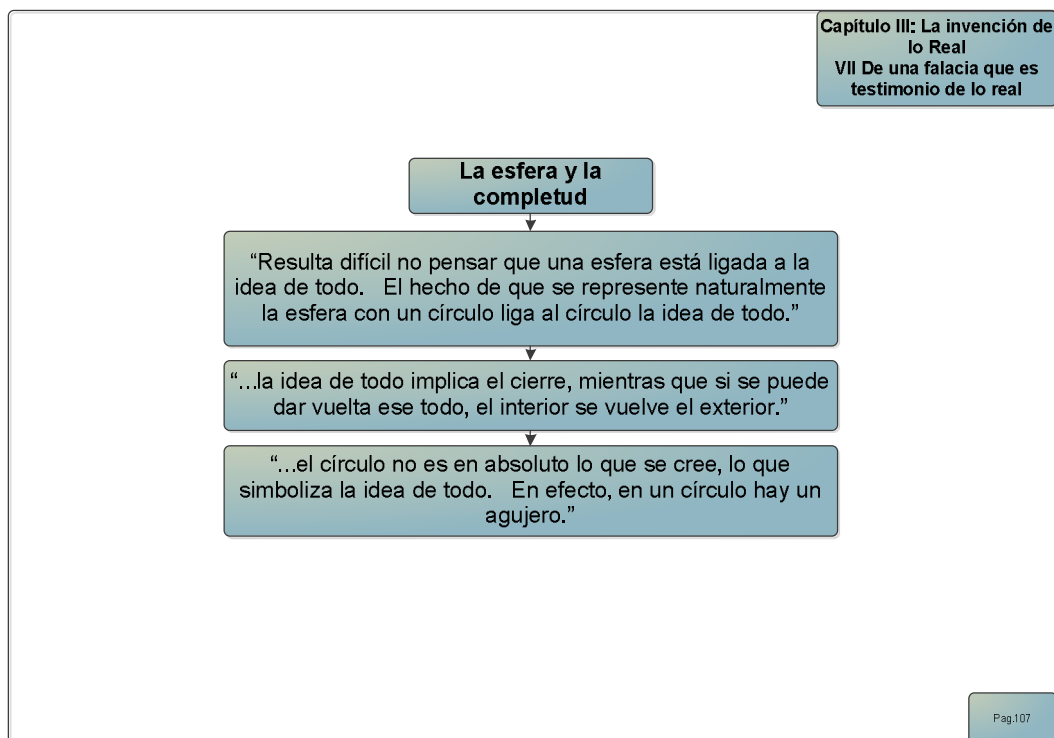 Capítulo III: La invención de
lo Real
VII De una falacia que es
testimonio de lo real
La esfera y la
completud
“Resulta difícil no pensar que una esfera está ligada a la
idea de todo.   El hecho de que se represente naturalmente
la esfera con un círculo liga al círculo la idea de todo.”
“...la idea de todo implica el cierre, mientras que si se puede
dar vuelta ese todo, el interior se vuelve el exterior.”
“...el círculo no es en absoluto lo que se cree, lo que
simboliza la idea de todo.   En efecto, en un círculo hay un
agujero.”
Pag.107